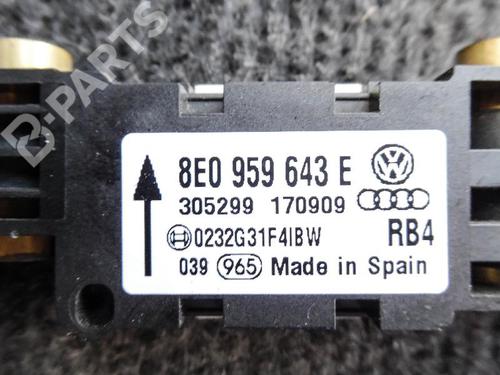 B-PARTS
8E0 959 643 E
305299 170909
0232G31F4IBW RB4
039 965 Made in Spain